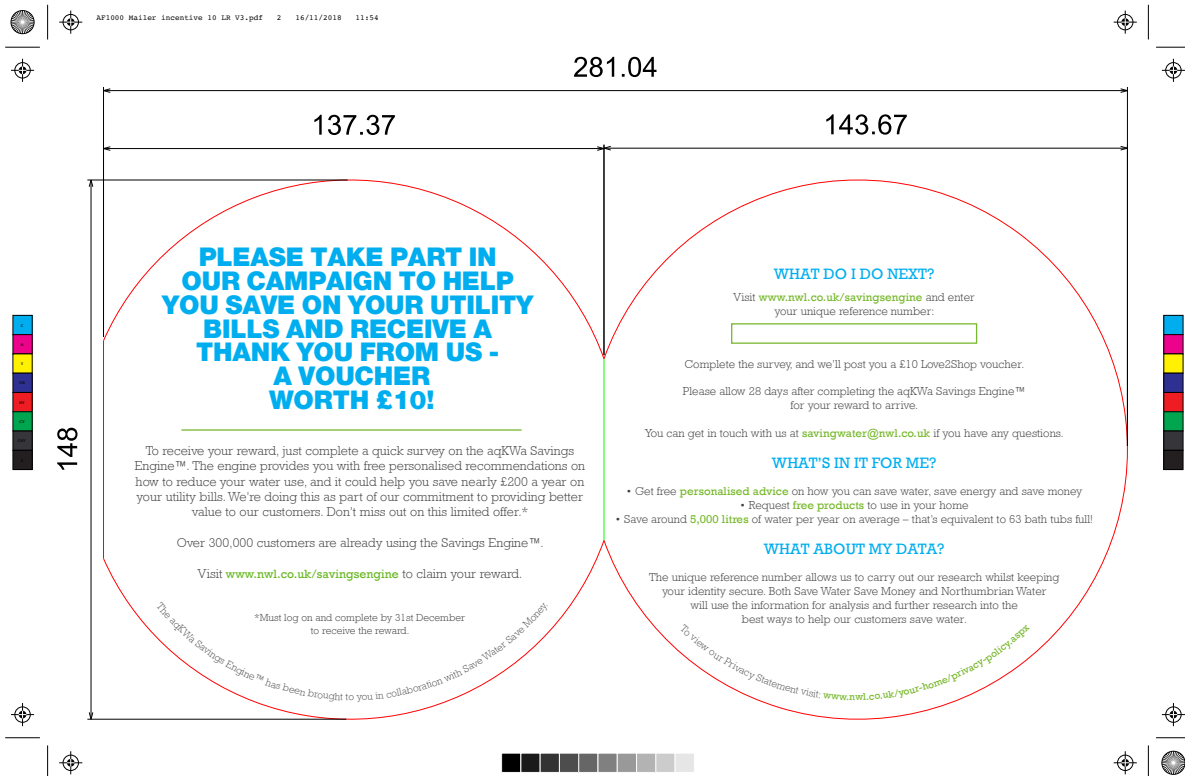 AF1000 Mailer incentive 10 LR V3.pdf 2 16/11/2018 11:54
281.04
137.37
143.67
148
PLEASE TAKE PART IN
OUR CAMPAIGN TO HELP
YOU SAVE ON YOUR UTILITY
BILLS AND RECEIVE A
THANK YOU FROM US -
A VOUCHER
WORTH £10!
To receive your reward, just complete a quick survey on the aqKWa Savings
Engine™. The engine provides you with free personalised recommendations on
how to reduce your water use, and it could help you save nearly £200 a year on
your utility bills. We're doing this as part of our commitment to providing better
value to our customers. Don't miss out on this limited offer.*
Over 300,000 customers are already using the Savings Engine™.
Visit www.nwl.co.uk/savingsengine to claim your reward.
*Must log on and complete by 31st December
to receive the reward.
The aqKWa Savings Engine™ has been brought to you in collaboration with Save Water Save Money.
WHAT DO I DO NEXT?
Visit www.nwl.co.uk/savingsengine and enter
your unique reference number:
Complete the survey, and we'll post you a £10 Love2Shop voucher.
Please allow 28 days after completing the aqKWa Savings Engine™
for your reward to arrive.
You can get in touch with us at savingwater@nwl.co.uk if you have any questions.
WHAT'S IN IT FOR ME?
• Get free personalised advice on how you can save water, save energy and save money
• Request free products to use in your home
• Save around 5,000 litres of water per year on average – that's equivalent to 63 bath tubs full!
WHAT ABOUT MY DATA?
The unique reference number allows us to carry out our research whilst keeping
your identity secure. Both Save Water Save Money and Northumbrian Water
will use the information for analysis and further research into the
best ways to help our customers save water.
To view our Privacy Statement visit: www.nwl.co.uk/your-home/privacy-policy.aspx